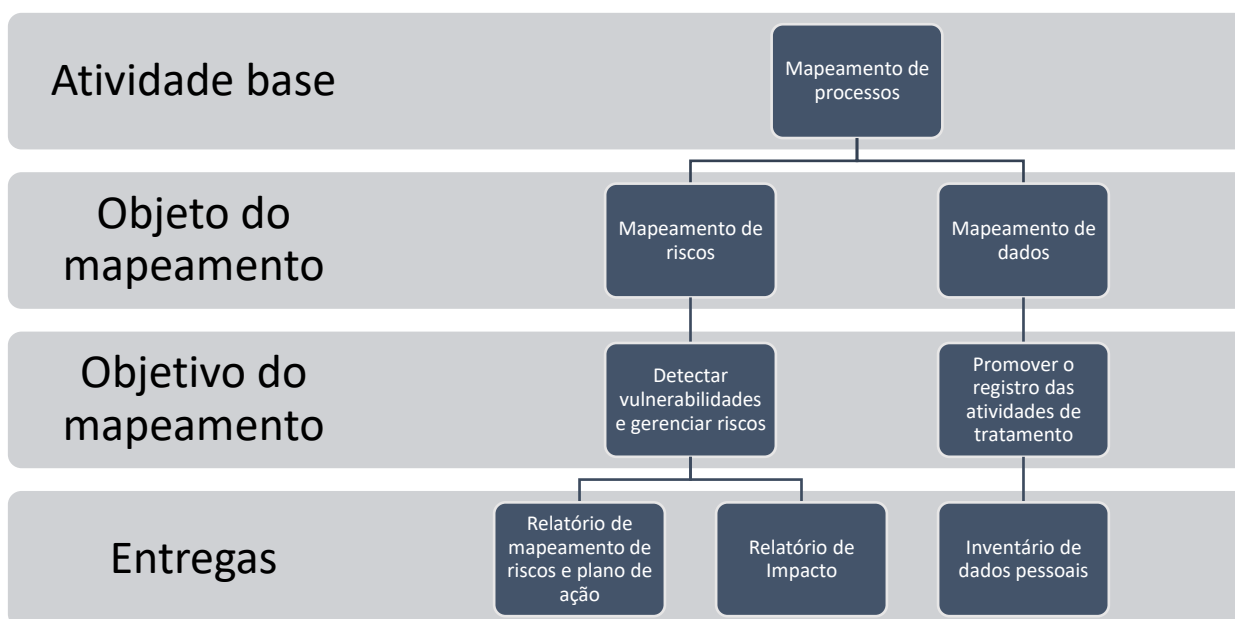 Atividade base
Mapeamento de
processos
Objeto do
mapeamento
Mapeamento de
riscos
Mapeamento de
dados
Objetivo do
mapeamento
Detectar
vulnerabilidades
e gerenciar riscos
Promover o
registro das
atividades de
tratamento
Entregas
Relatório de
mapeamento de
riscos e plano de
ação
Relatório de
Impacto
Inventário de
dados pessoais